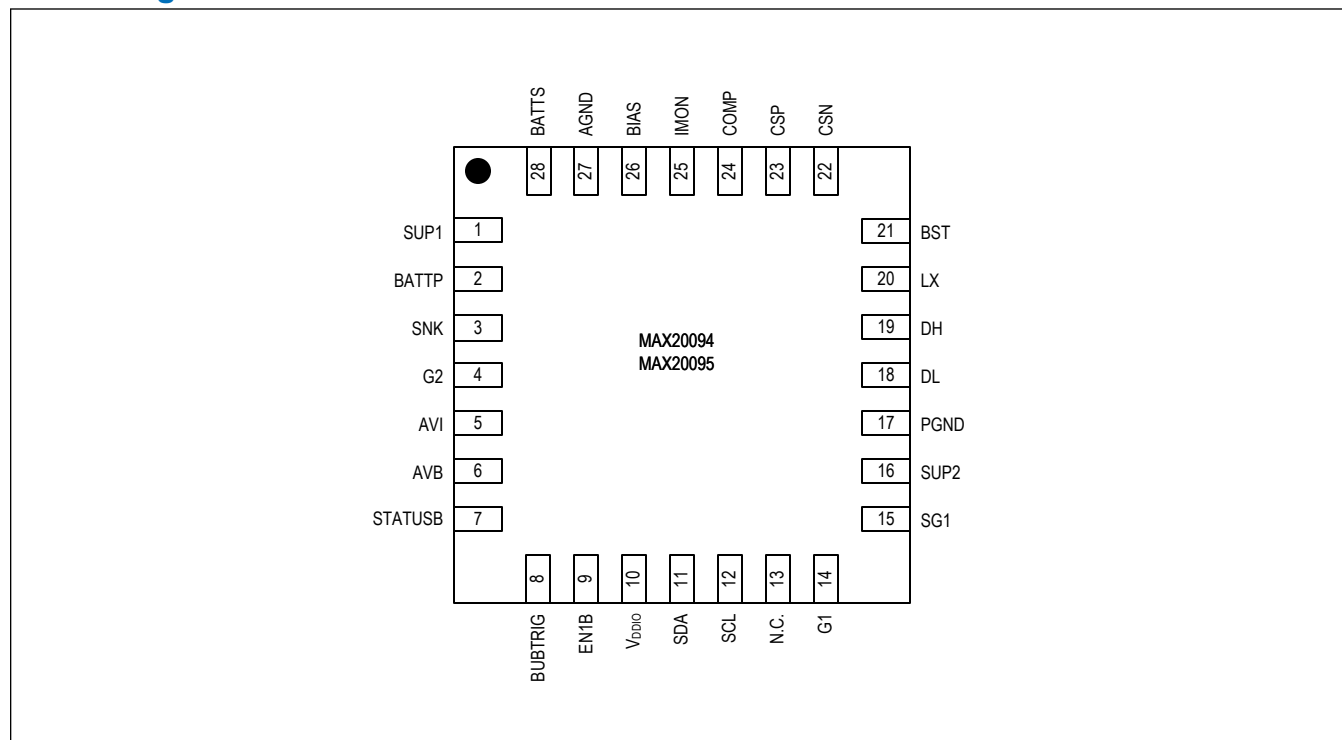 BATTS
AGND
BIAS
IMON
COMP
CSP
CSN
28
27
26
25
24
23
22
SUP1 1
BATTP 2
SNK 3
G2 4
AVI 5
AVB 6
STATUSB 7
MAX20094
MAX20095
21 BST
20 LX
19 DH
18 DL
17 PGND
16 SUP2
15 SG1
8
9
10
11
12
13
14
BUBTRIG
EN1B
VDDIO
SDA
SCL
N.C.
G1